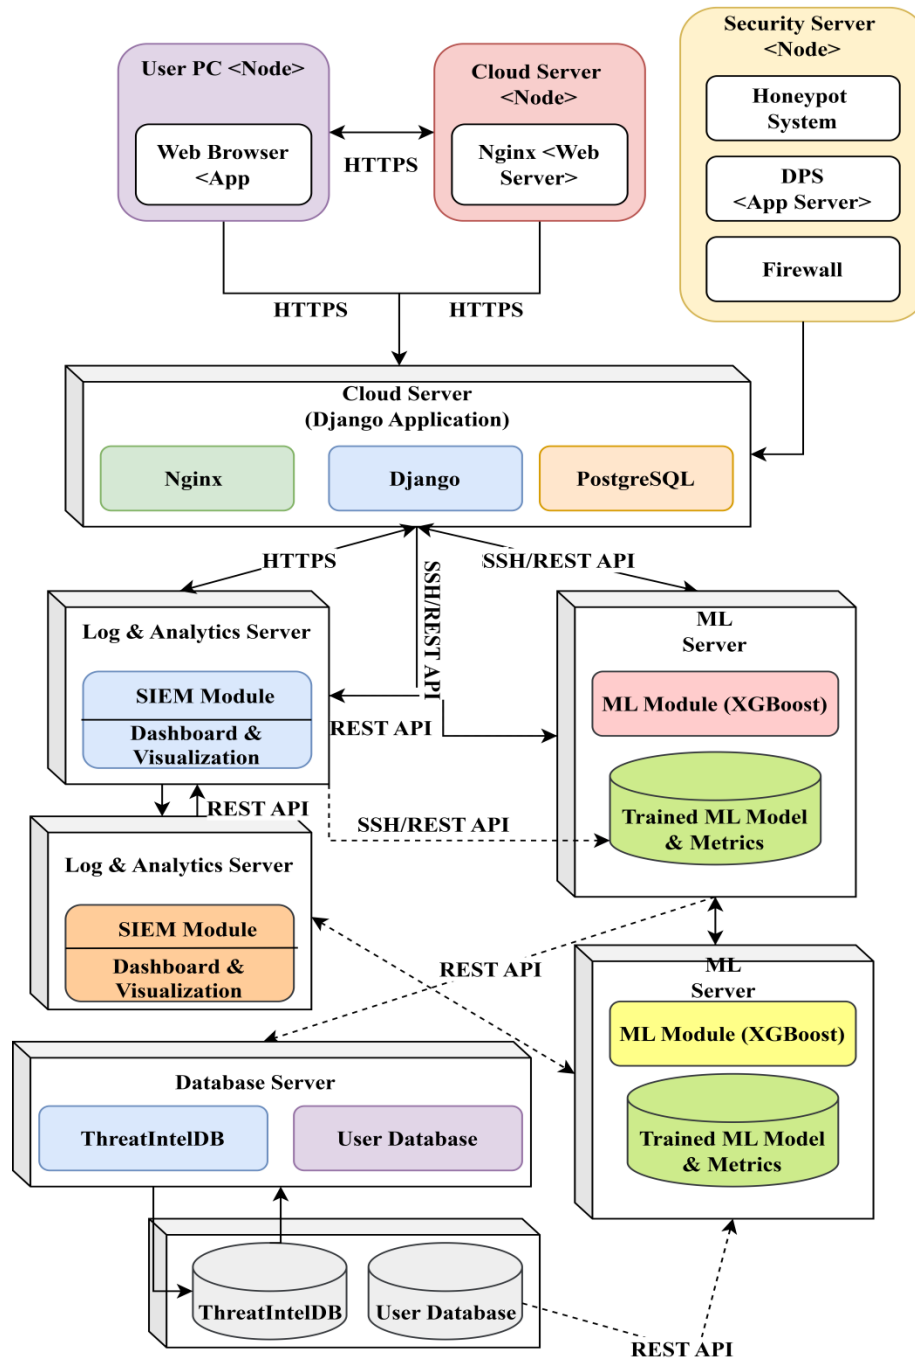 User PC <Node>
Web Browser
<App
HTTPS
Cloud Server
<Node>
Nginx <Web
Server>
Security Server
<Node>
Honeypot
System
DPS
<App Server>
Firewall
HTTPS
HTTPS
Cloud Server
(Django Application)
Nginx
Django
PostgreSQL
HTTPS
SSH/REST API
SSH/REST API
Log & Analytics Server
SIEM Module
Dashboard &
Visualization
REST API
ML
Server
ML Module (XGBoost)
Trained ML Model
& Metrics
REST API
SSH/REST API
Log & Analytics Server
SIEM Module
Dashboard &
Visualization
REST API
ML
Server
ML Module (XGBoost)
Trained ML Model
& Metrics
Database Server
ThreatIntelDB
User Database
ThreatIntelDB
User Database
REST API